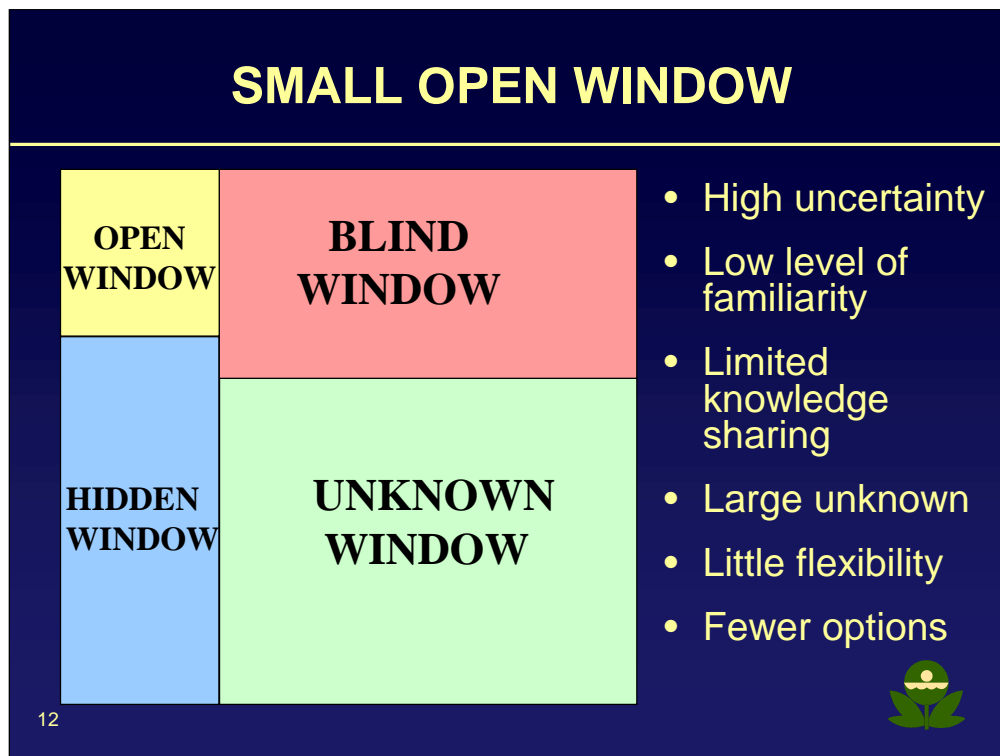 SMALL OPEN WINDOW
OPEN
WINDOW
BLIND
WINDOW
HIDDEN
WINDOW
UNKNOWN
WINDOW
• High uncertainty
• Low level of
familiarity
• Limited
knowledge
sharing
• Large unknown
• Little flexibility
• Fewer options
12